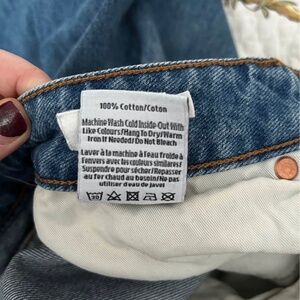 100% Cotton/Coton
Machine Wash Cold Inside-Out With
Like Colours/Hang To Dry/Warm
Iron If Needed/Do Not Bleach
Laver à la machine à l'eau froide à
l'envers avec les couleurs similaires/
Suspendre pour sécher/Repasser
au fer chaud au besoin/Ne pas
utiliser d'eau de javel